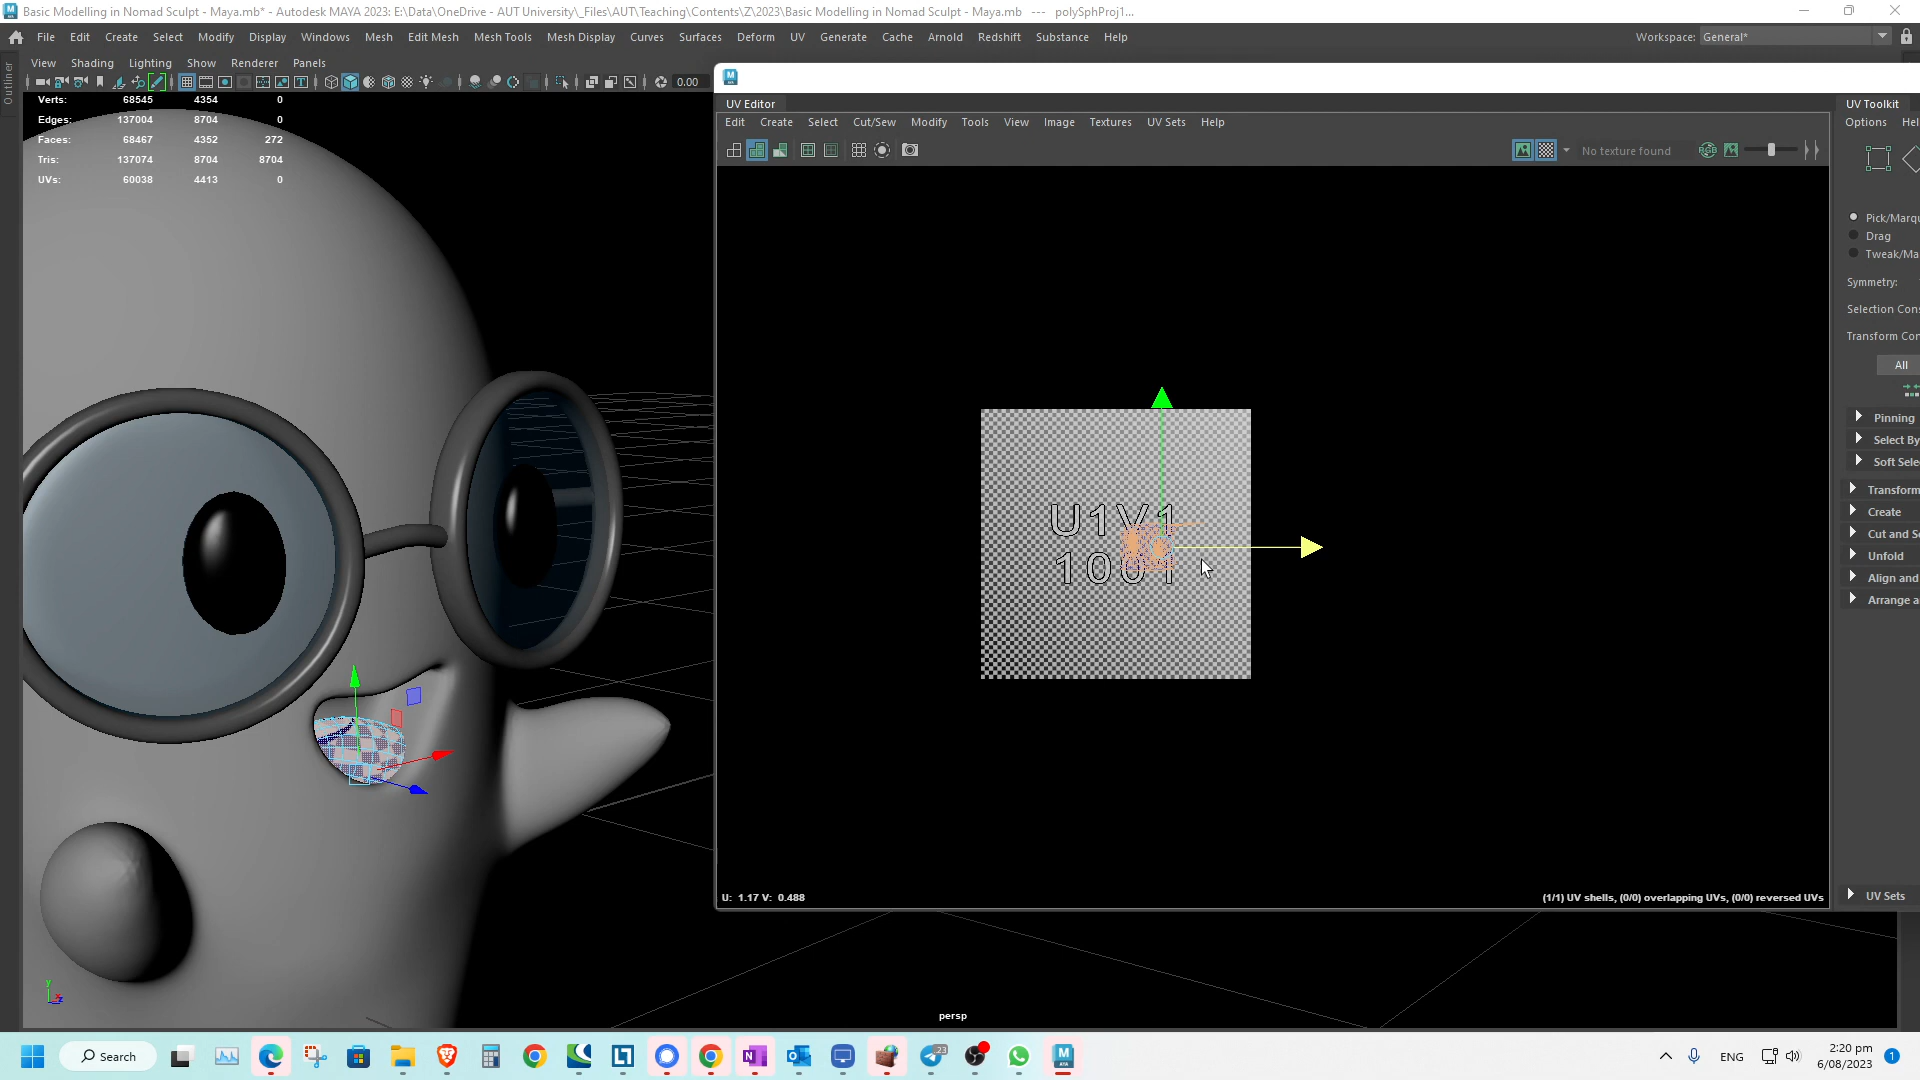 Basic Modelling in Nomad Sculpt - Maya.mb* - Autodesk MAYA 2023: E:\Data\OneDrive - AUT University\_Files\AUT\Teaching\Contents\Z\2023\Basic Modelling in Nomad Sculpt - Maya.mb --- polySphProj1...
File Edit Create Select Modify Display Windows Mesh Edit Mesh Mesh Tools Mesh Display Curves Surfaces Deform UV Generate Cache Arnold Redshift Substance Help Workspace: General*
View Shading Lighting Show Renderer Panels
0.00
Outliner
Verts: 68545 4354 0
Edges: 137004 8704 0
Faces: 68467 4352 272
Tris: 137074 8704 8704
UVs: 60038 4413 0
UV Editor
Edit Create Select Cut/Sew Modify Tools View Image Textures UV Sets Help
No texture found
RGB
U1V1
1001
U: 1.17 V: 0.488
(1/1) UV shells, (0/0) overlapping UVs, (0/0) reversed UVs
UV Toolkit
Options Hel
Pick/Marqu
Drag
Tweak/Ma
Symmetry:
Selection Cons
Transform Con
All
Pinning
Select By
Soft Sele
Transform
Create
Cut and Se
Unfold
Align and
Arrange a
UV Sets
persp
y
x
z
Search
23
ENG
2:20 pm
6/08/2023
1